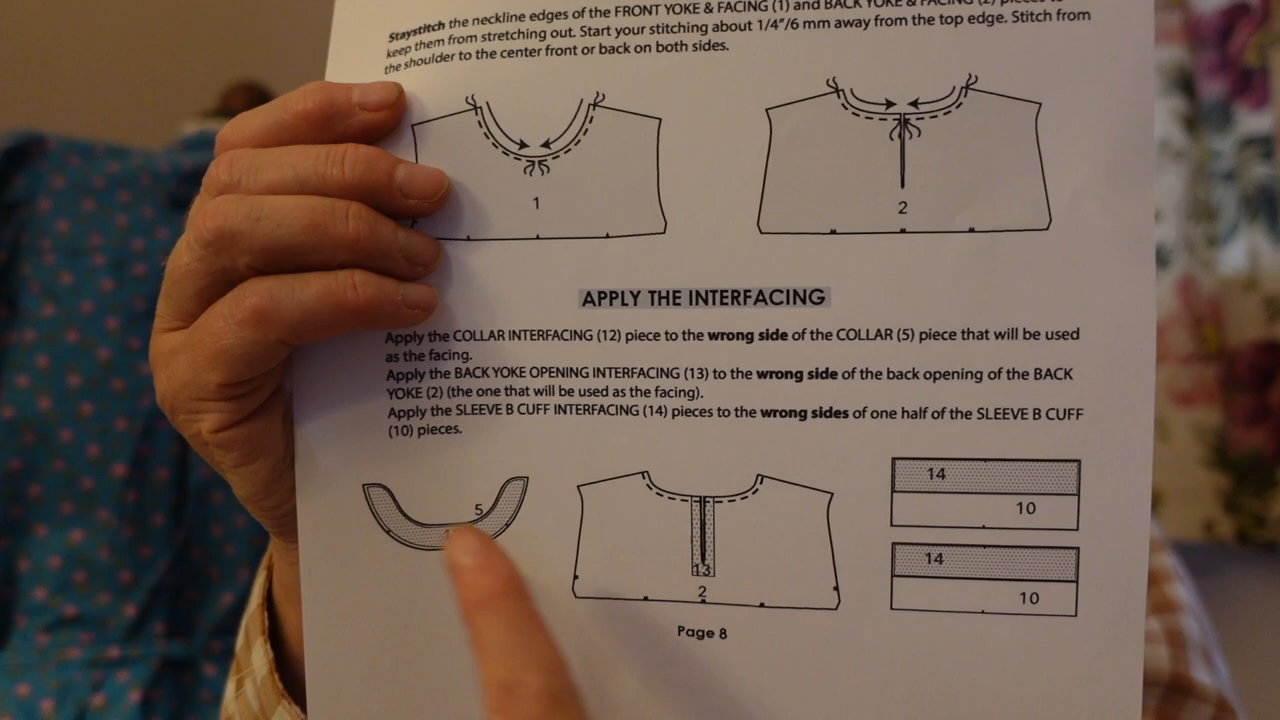 Staystitch the neckline edges of the FRONT YOKE & FACING (1) and BACK YOKE & FACING (2) pieces to
keep them from stretching out. Start your stitching about 1/4"/6 mm away from the top edge. Stitch from
the shoulder to the center front or back on both sides.
1
2
APPLY THE INTERFACING
Apply the COLLAR INTERFACING (12) piece to the wrong side of the COLLAR (5) piece that will be used
as the facing.
Apply the BACK YOKE OPENING INTERFACING (13) to the wrong side of the back opening of the BACK
YOKE (2) (the one that will be used as the facing).
Apply the SLEEVE B CUFF INTERFACING (14) pieces to the wrong sides of one half of the SLEEVE B CUFF
(10) pieces.
5
13
2
14
10
14
10
Page 8